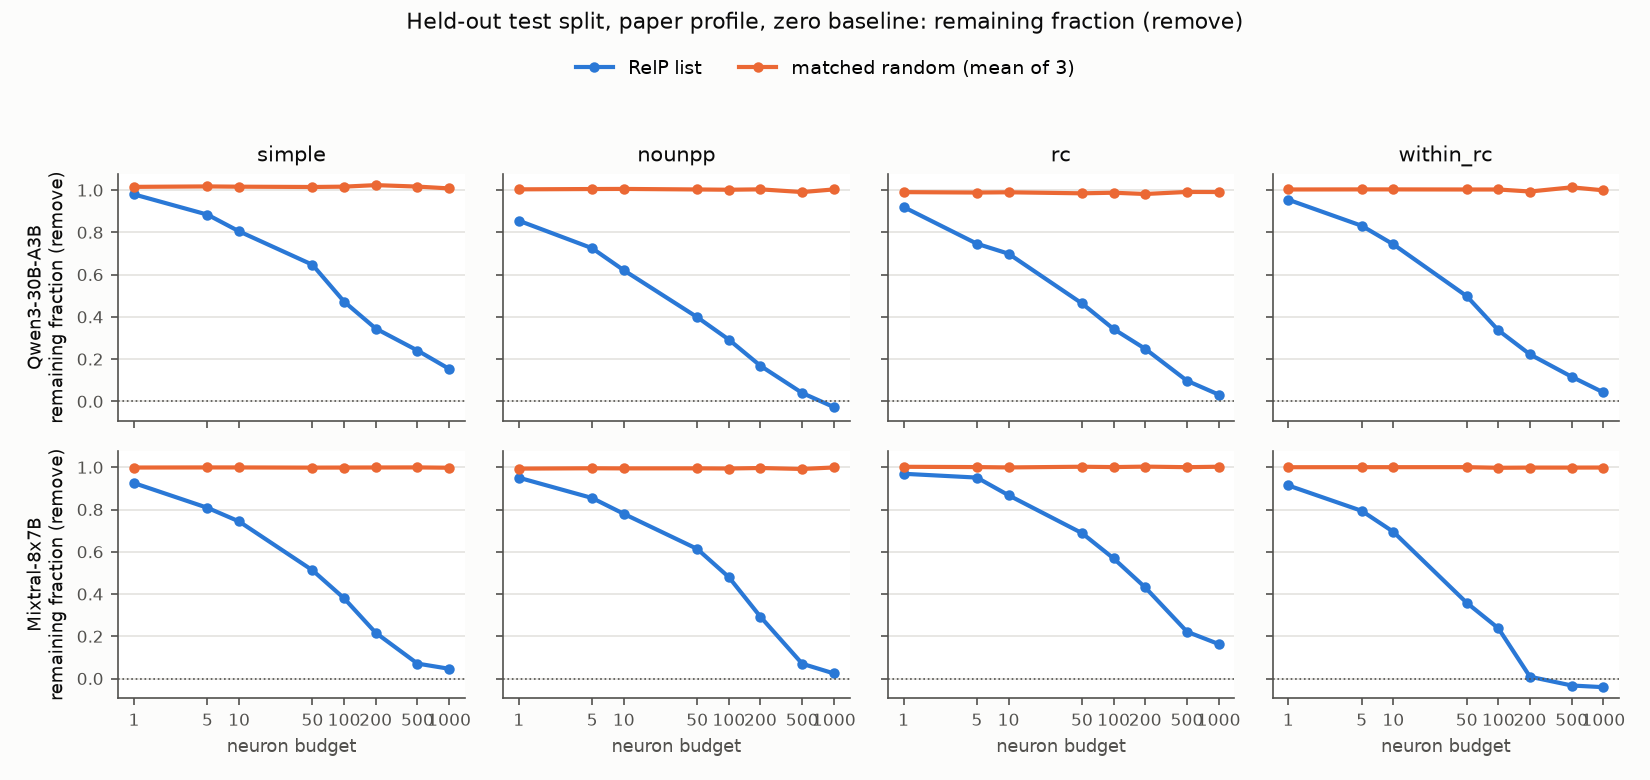 Held-out test split, paper profile, zero baseline: remaining fraction (remove)
RelP list matched random (mean of 3)
simple nounpp rc within_rc
Qwen3-30B-A3B
remaining fraction (remove)
1.0
0.8
0.6
0.4
0.2
0.0
Mixtral-8x7B
remaining fraction (remove)
1.0
0.8
0.6
0.4
0.2
0.0
1 5 10 50 100 200 500 1000 1 5 10 50 100 200 500 1000 1 5 10 50 100 200 500 1000 1 5 10 50 100 200 500 1000
neuron budget neuron budget neuron budget neuron budget